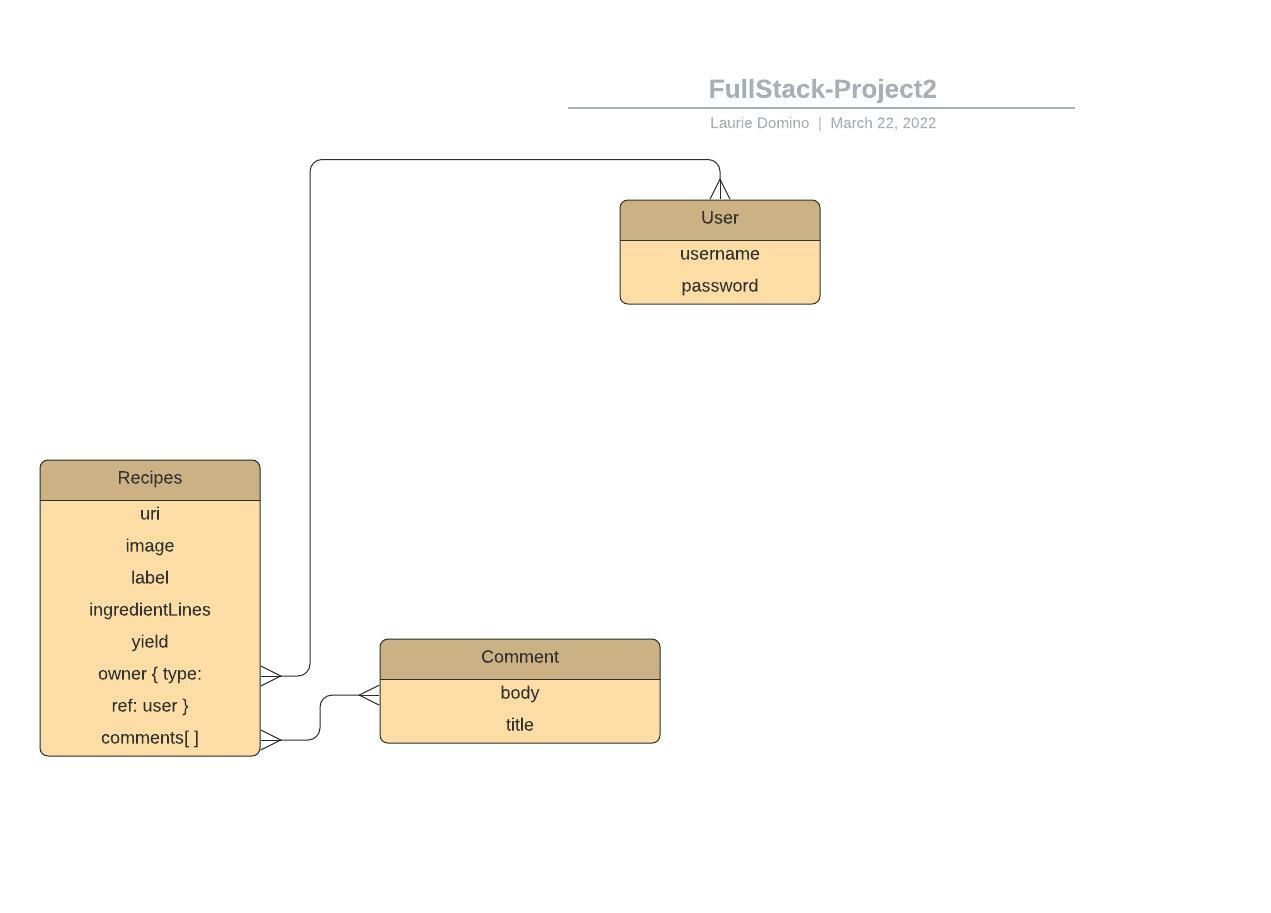 FullStack-Project2
Laurie Domino | March 22, 2022
User
username
password
Recipes
uri
image
label
ingredientLines
yield
owner { type:
ref: user }
comments[ ]
Comment
body
title